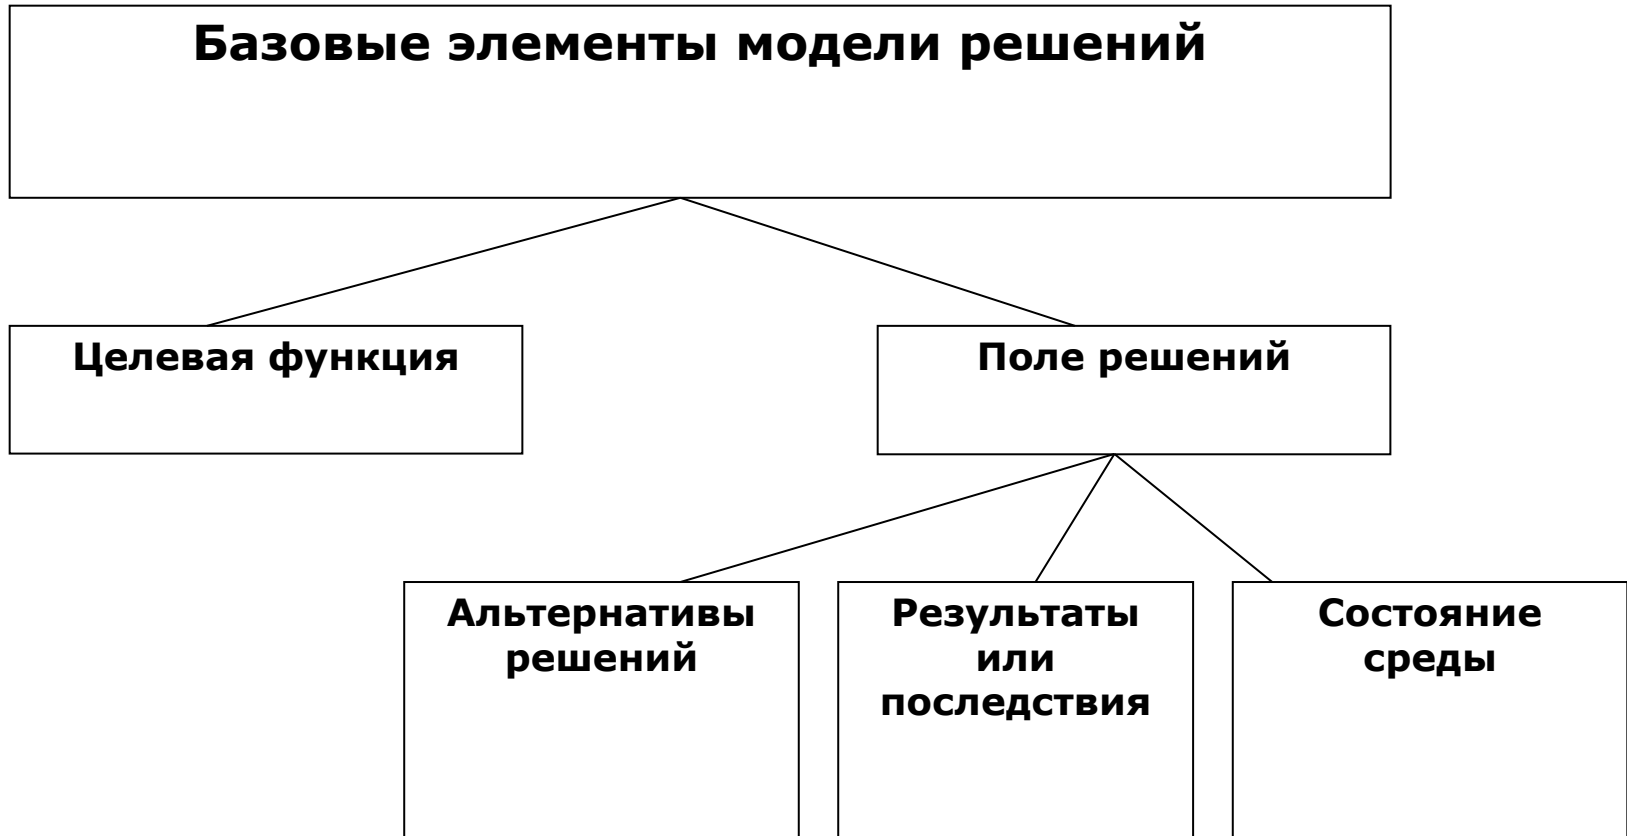 Базовые элементы модели решений
Целевая функция
Поле решений
Альтернативы
решений
Результаты
или
последствия
Состояние
среды